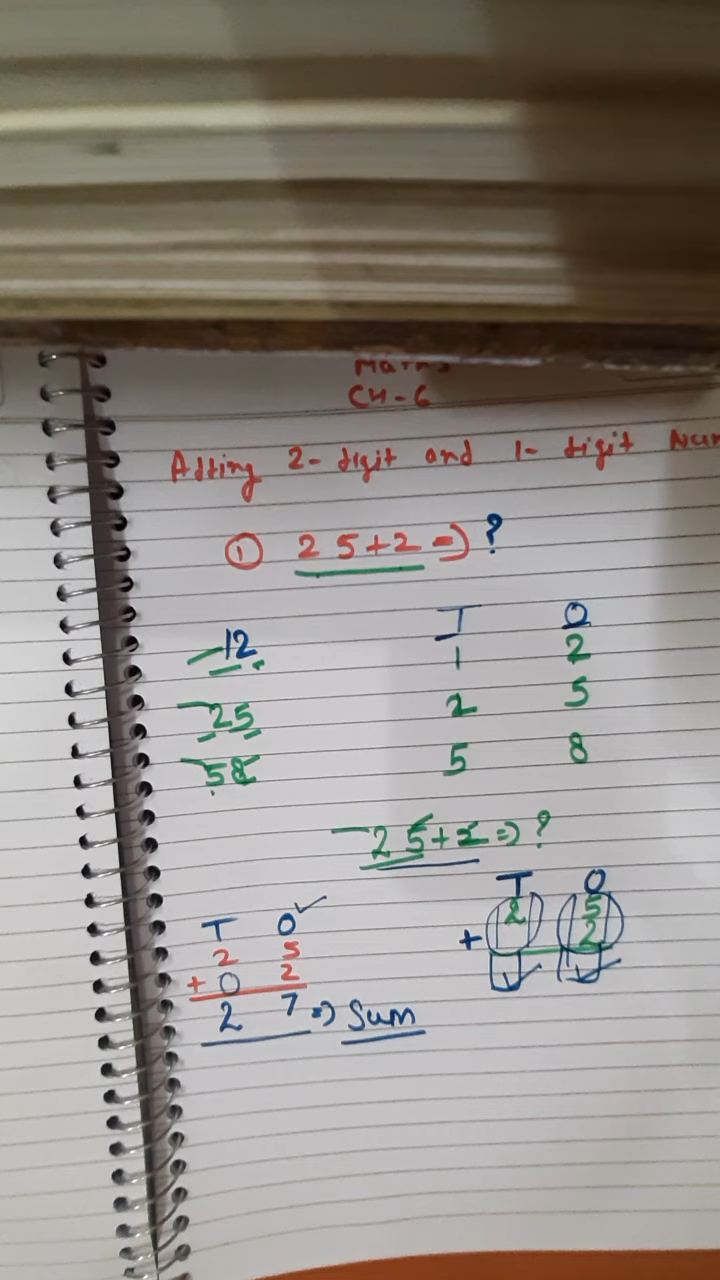 Maths
CH-6
Adding 2-digit and 1-digit
① 25+2 => ?
T O
12 1 2
25 2 5
58 5 8
25+2 => ?
T O
2 5
+ 0 2
2 7 => Sum
T O
2 5
+ 2